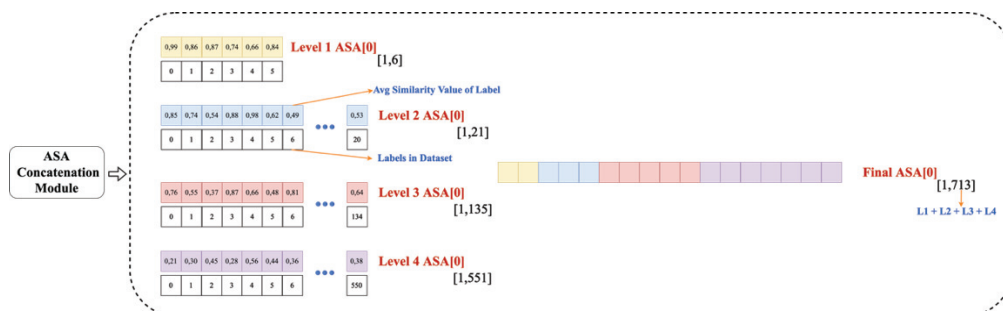 ASA
Concatenation
Module
0,99 0,86 0,87 0,74 0,66 0,84
Level 1 ASA[0]
[1,6]
0 1 2 3 4 5
Avg Similarity Value of Label
0,85 0,74 0,54 0,88 0,98 0,62 0,49 ... 0,53
Level 2 ASA[0]
[1,21]
0 1 2 3 4 5 6 20
Labels in Dataset
0,76 0,55 0,37 0,87 0,66 0,48 0,81 ... 0,64
Level 3 ASA[0]
[1,135]
0 1 2 3 4 5 6 134
0,21 0,30 0,45 0,28 0,56 0,44 0,36 ... 0,38
Level 4 ASA[0]
[1,551]
0 1 2 3 4 5 6 550
Final ASA[0]
[1,713]
L1 + L2 + L3 + L4